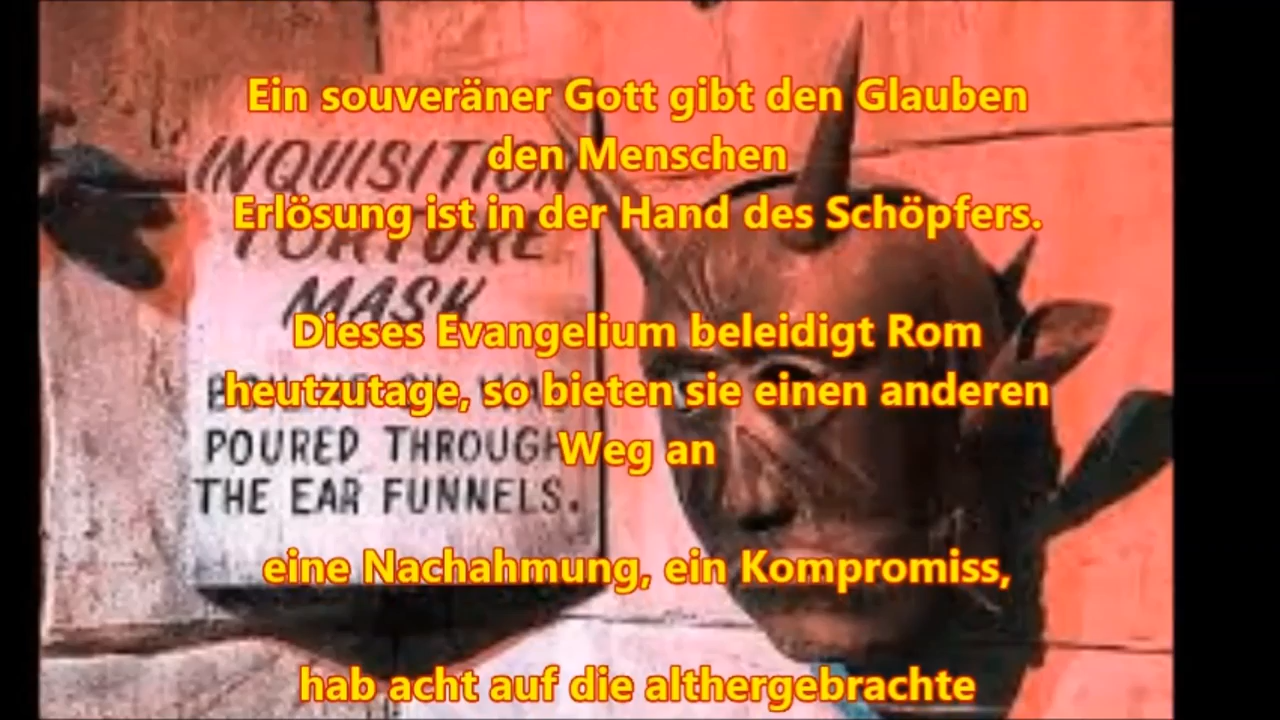 Ein souveräner Gott gibt den Glauben
den Menschen
Erlösung ist in der Hand des Schöpfers.
Dieses Evangelium beleidigt Rom
heutzutage, so bieten sie einen anderen
Weg an
eine Nachahmung, ein Kompromiss,
hab acht auf die althergebrachte
INQUISITION
TORTURE
MASK
POURED THROUGH
THE EAR FUNNELS.